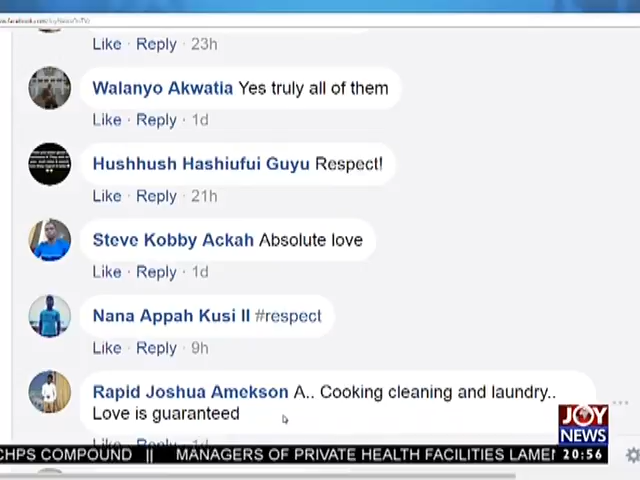 Like · Reply · 23h
Walanyo Akwatia Yes truly all of them
Like · Reply · 1d
Hushhush Hashiufui Guyu Respect!
Like · Reply · 21h
Steve Kobby Ackah Absolute love
Like · Reply · 1d
Nana Appah Kusi II #respect
Like · Reply · 9h
Rapid Joshua Amekson A.. Cooking cleaning and laundry..
Love is guaranteed
Like · Reply · 1d
JOY
NEWS
CHPS COMPOUND || MANAGERS OF PRIVATE HEALTH FACILITIES LAME
20:56